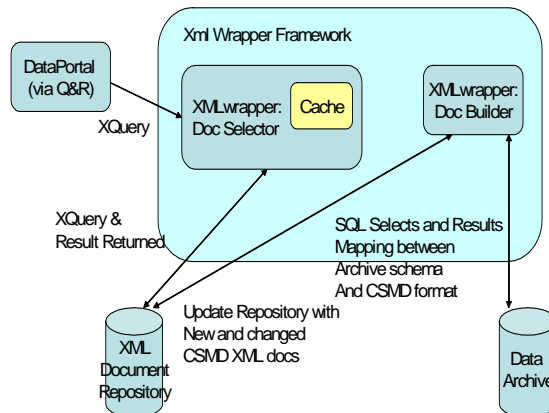 Xml Wrapper Framework
DataPortal
(via Q&R)
XQuery
XMLwrapper:
Doc Selector
Cache
XMLwrapper:
Doc Builder
XQuery &
Result Returned
SQL Selects and Results
Mapping between
Archive schema
And CSMD format
Update Repository with
New and changed
CSMD XML docs
XML
Document
Repository
Data
Archive